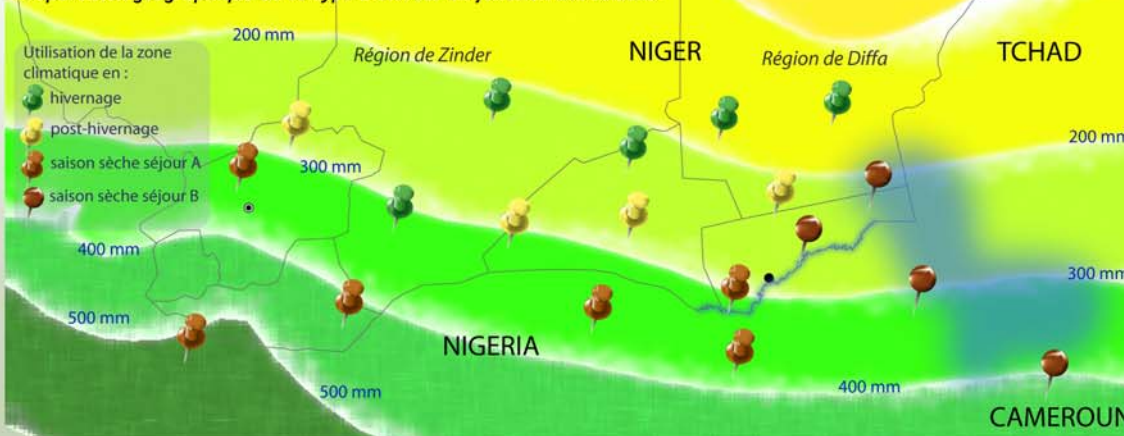 200 mm
Région de Zinder
NIGER
Région de Diffa
TCHAD
Utilisation de la zone
climatique en :
hivernage
post-hivernage
saison sèche séjour A
saison sèche séjour B
200 mm
300 mm
400 mm
300 mm
500 mm
NIGERIA
500 mm
400 mm
CAMEROUN